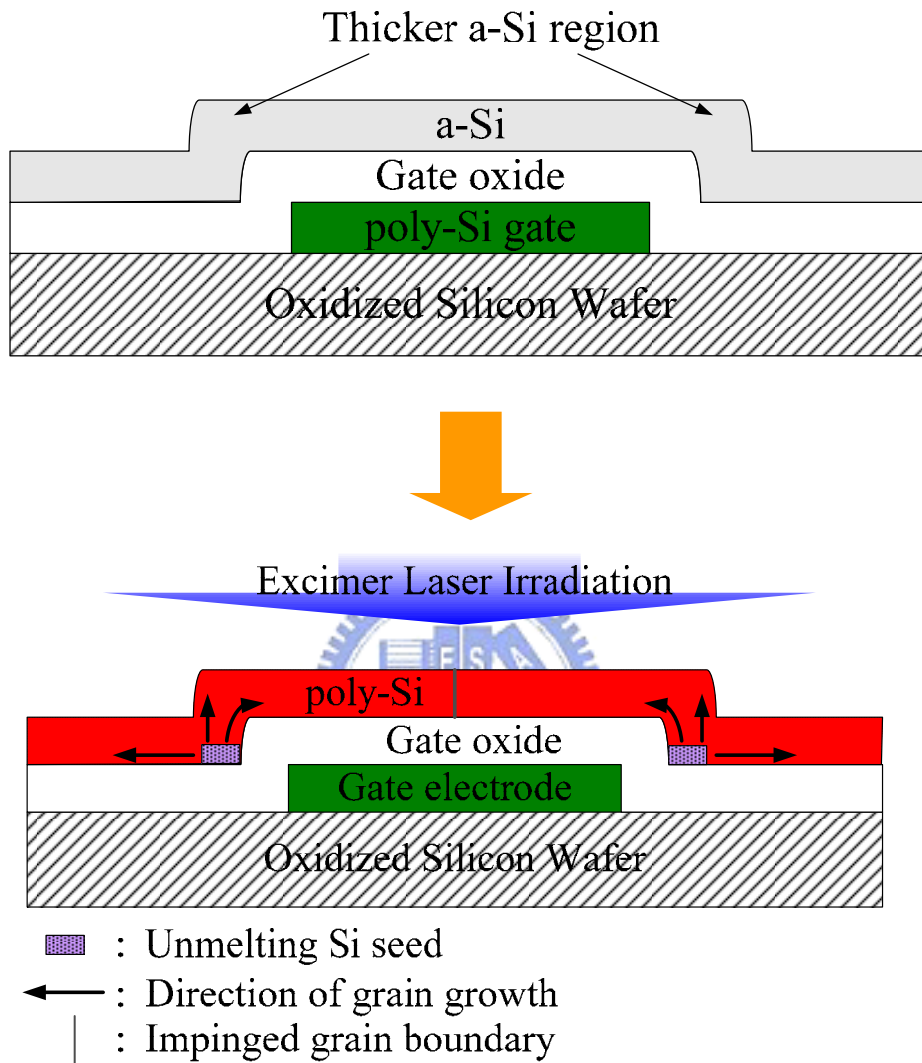 Thicker a-Si region
a-Si
Gate oxide
poly-Si gate
Oxidized Silicon Wafer
Excimer Laser Irradiation
ESA
poly-Si
Gate oxide
Gate electrode
Oxidized Silicon Wafer
: Unmelting Si seed
: Direction of grain growth
: Impinged grain boundary